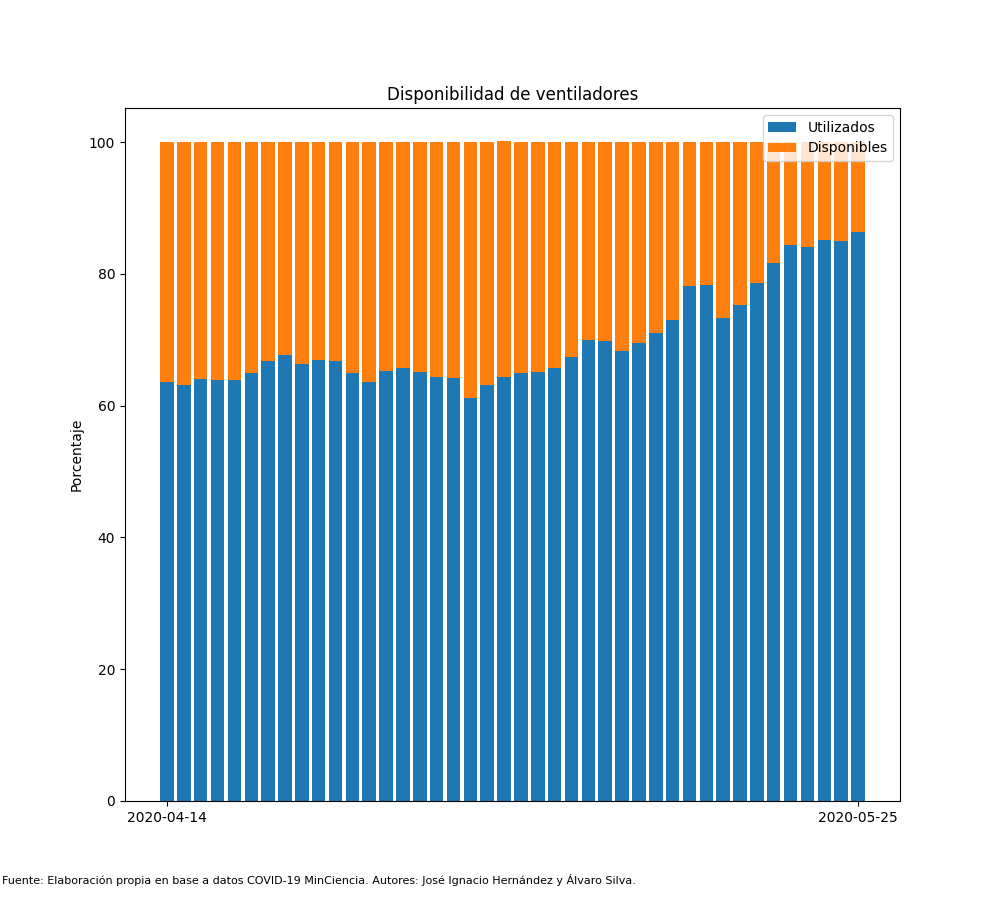 Disponibilidad de ventiladores
Utilizados
Disponibles
100
80
60
40
20
0
Porcentaje
2020-04-14
2020-05-25
Fuente: Elaboración propia en base a datos COVID-19 MinCiencia. Autores: José Ignacio Hernández y Álvaro Silva.